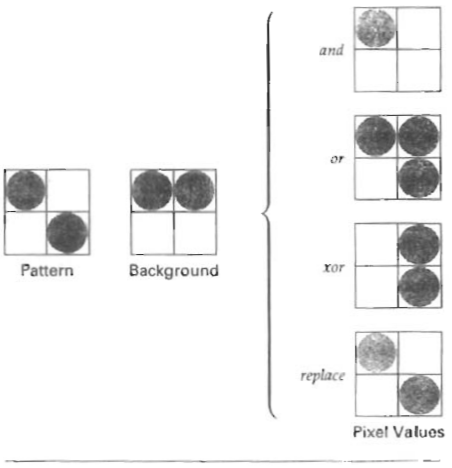 and
or
Pattern
Background
xor
replace
Pixel Values